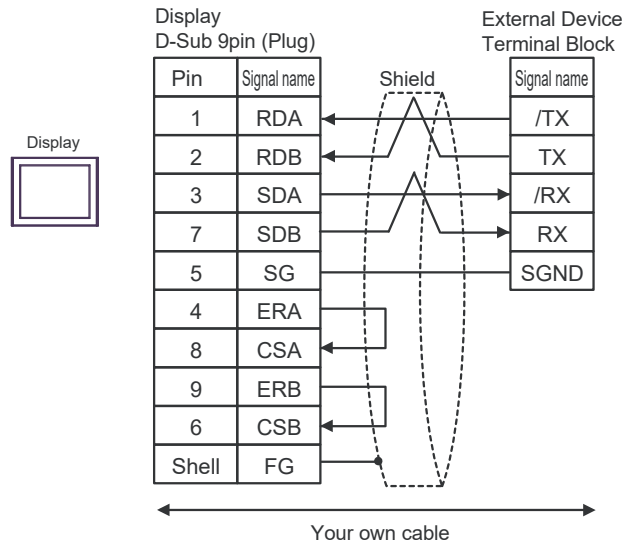 Display
D-Sub 9pin (Plug)
External Device
Terminal Block
Pin Signal name
Shield
Signal name
1 RDA
/TX
2 RDB
TX
Display
3 SDA
/RX
7 SDB
RX
5 SG
SGND
4 ERA
8 CSA
9 ERB
6 CSB
Shell FG
Your own cable